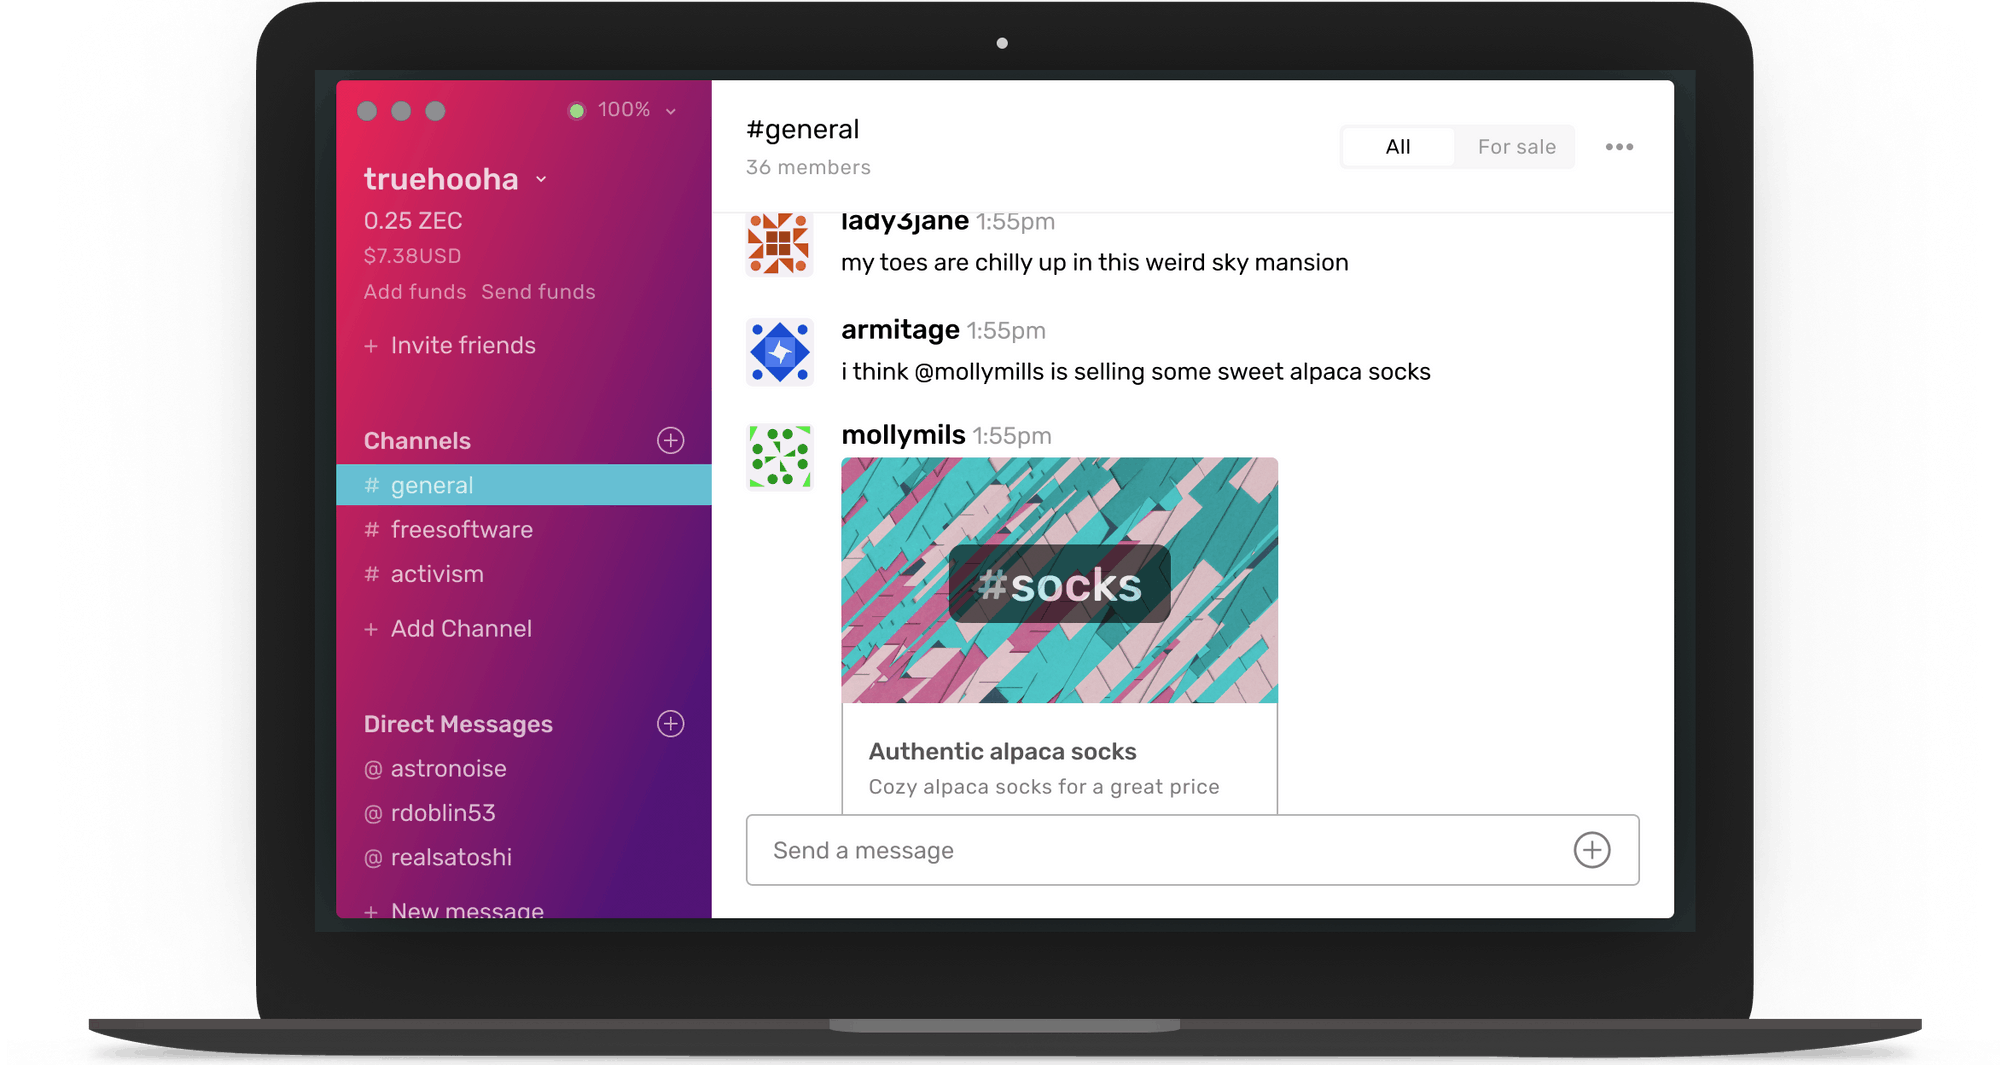 100%
truehooha
0.25 ZEC
$7.38USD
Add funds Send funds
+ Invite friends
Channels
# general
# freesoftware
# activism
+ Add Channel
Direct Messages
@ astronoise
@ rdoblin53
@ realsatoshi
+ New message
#general
36 members
All For sale
lady3jane 1:55pm
my toes are chilly up in this weird sky mansion
armitage 1:55pm
i think @mollymills is selling some sweet alpaca socks
mollymils 1:55pm
#socks
Authentic alpaca socks
Cozy alpaca socks for a great price
Send a message